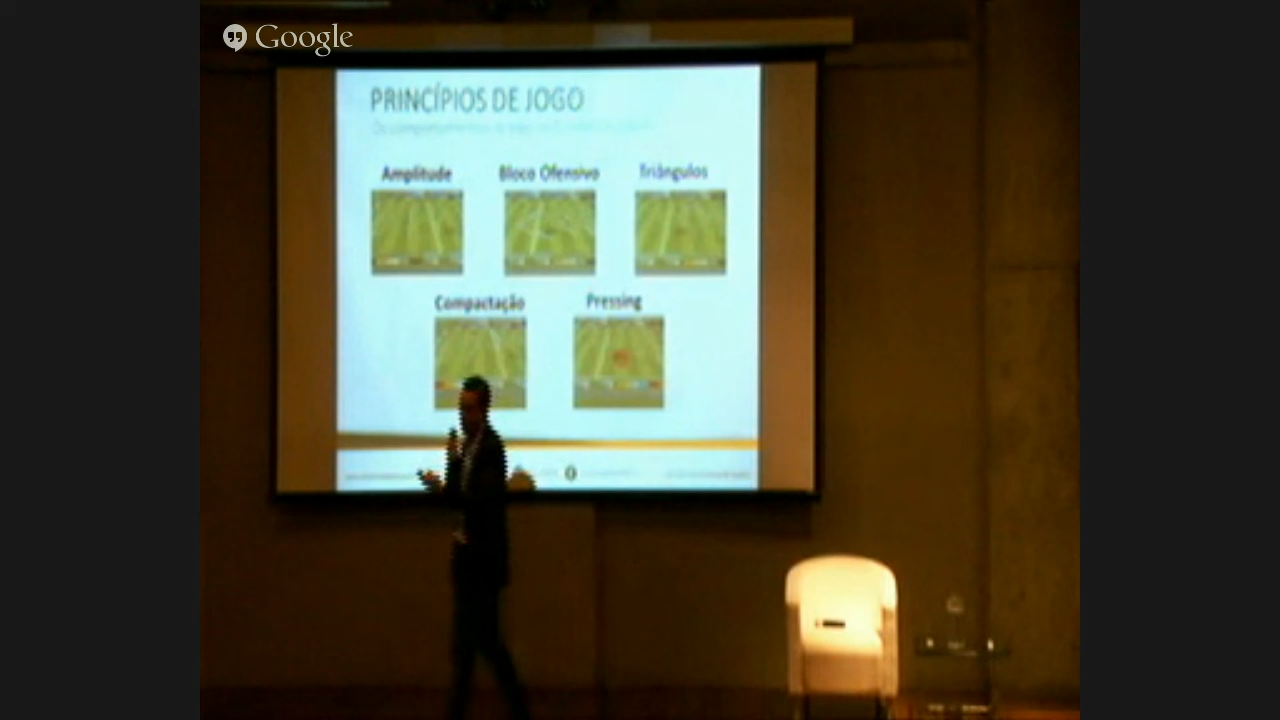 Google
PRINCÍPIOS DE JOGO
Amplitude
Bloco Ofensivo
Triângulos
Compactação
Pressing